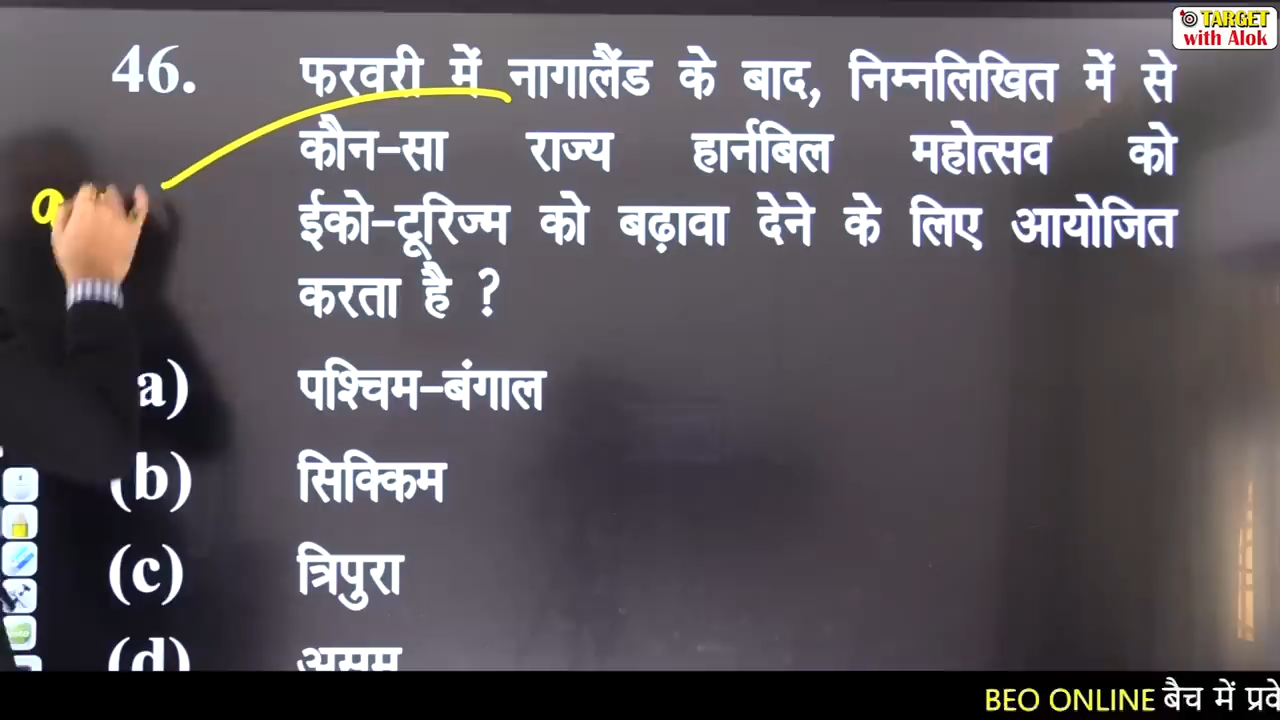 TARGET
with Alok
46. फरवरी में नागालैंड के बाद, निम्नलिखित में से
कौन-सा राज्य हार्नबिल महोत्सव को
ईको-टूरिज्म को बढ़ावा देने के लिए आयोजित
करता है ?
a) पश्चिम-बंगाल
(b) सिक्किम
(c) त्रिपुरा
(d) असम
BEO ONLINE बैच में प्रवे